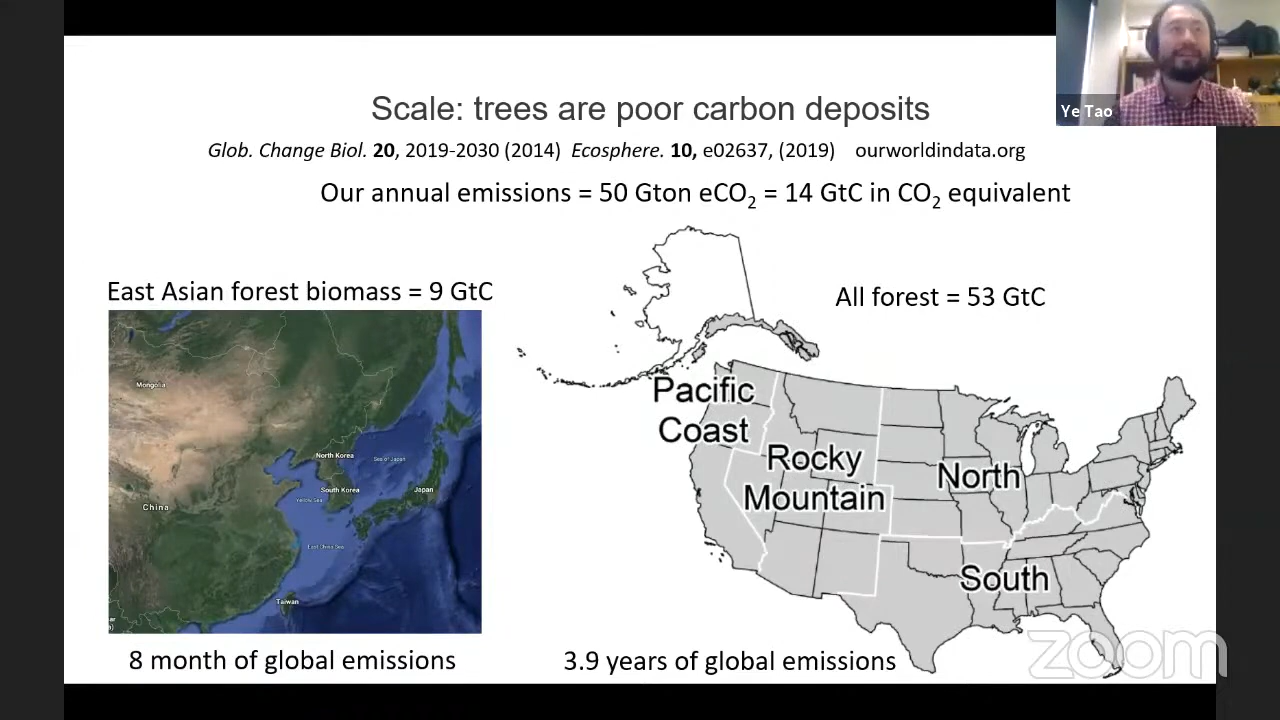 Ye Tao
Scale: trees are poor carbon deposits
Glob. Change Biol. 20, 2019-2030 (2014) Ecosphere. 10, e02637, (2019) ourworldindata.org
Our annual emissions = 50 Gton eCO₂ = 14 GtC in CO₂ equivalent
East Asian forest biomass = 9 GtC
All forest = 53 GtC
Mongolia
North Korea
Sea of Japan
South Korea
Japan
Yellow Sea
China
East China Sea
Taiwan
Pacific
Coast
Rocky
Mountain
North
South
8 month of global emissions
3.9 years of global emissions
zoom